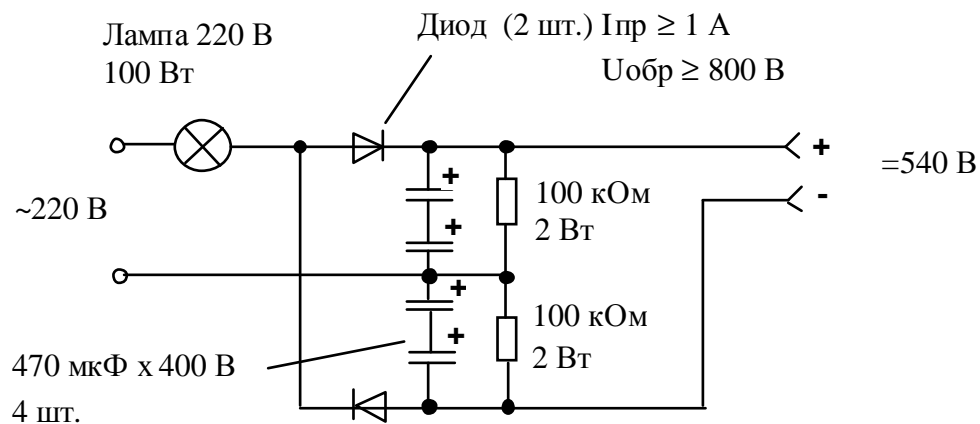 Лампа 220 В
100 Вт
Диод (2 шт.) Iпр ≥ 1 А
Uобр ≥ 800 В
+
=540 В
-
~220 В
+
100 кОм
2 Вт
+
+
100 кОм
2 Вт
+
470 мкФ х 400 В
4 шт.